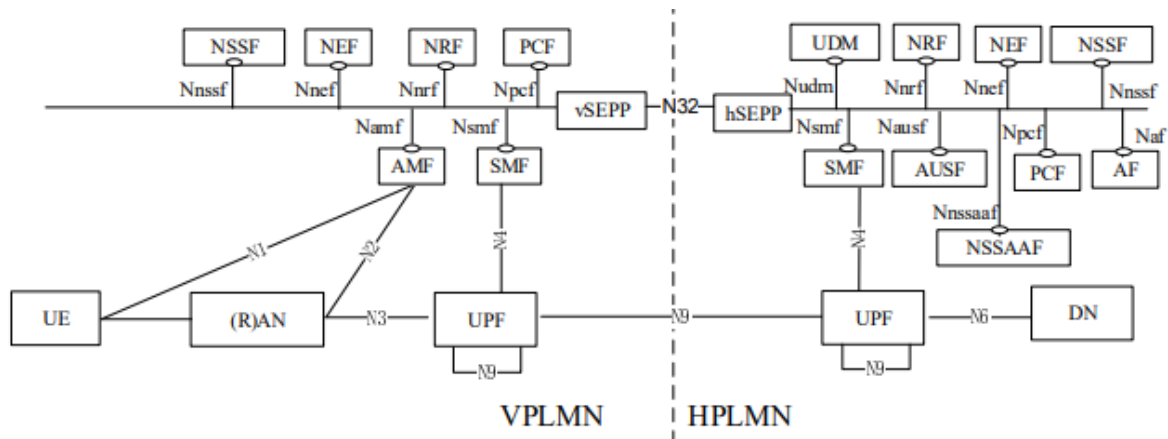 NSSF NEF NRF PCF UDM NRF NEF NSSF
Nnssf Nnef Nnrf Npcf Nudm Nnrf Nnef Nnssf
vSEPP N32 hSEPP
Namf Nsmf Nsmf Nausf Npcf Naf
AMF SMF SMF AUSF PCF AF
Nnssaaf
N1 N2 N4 N4 NSSAAF
UE (R)AN N3 UPF N9 UPF N6 DN
N9 N9
VPLMN HPLMN